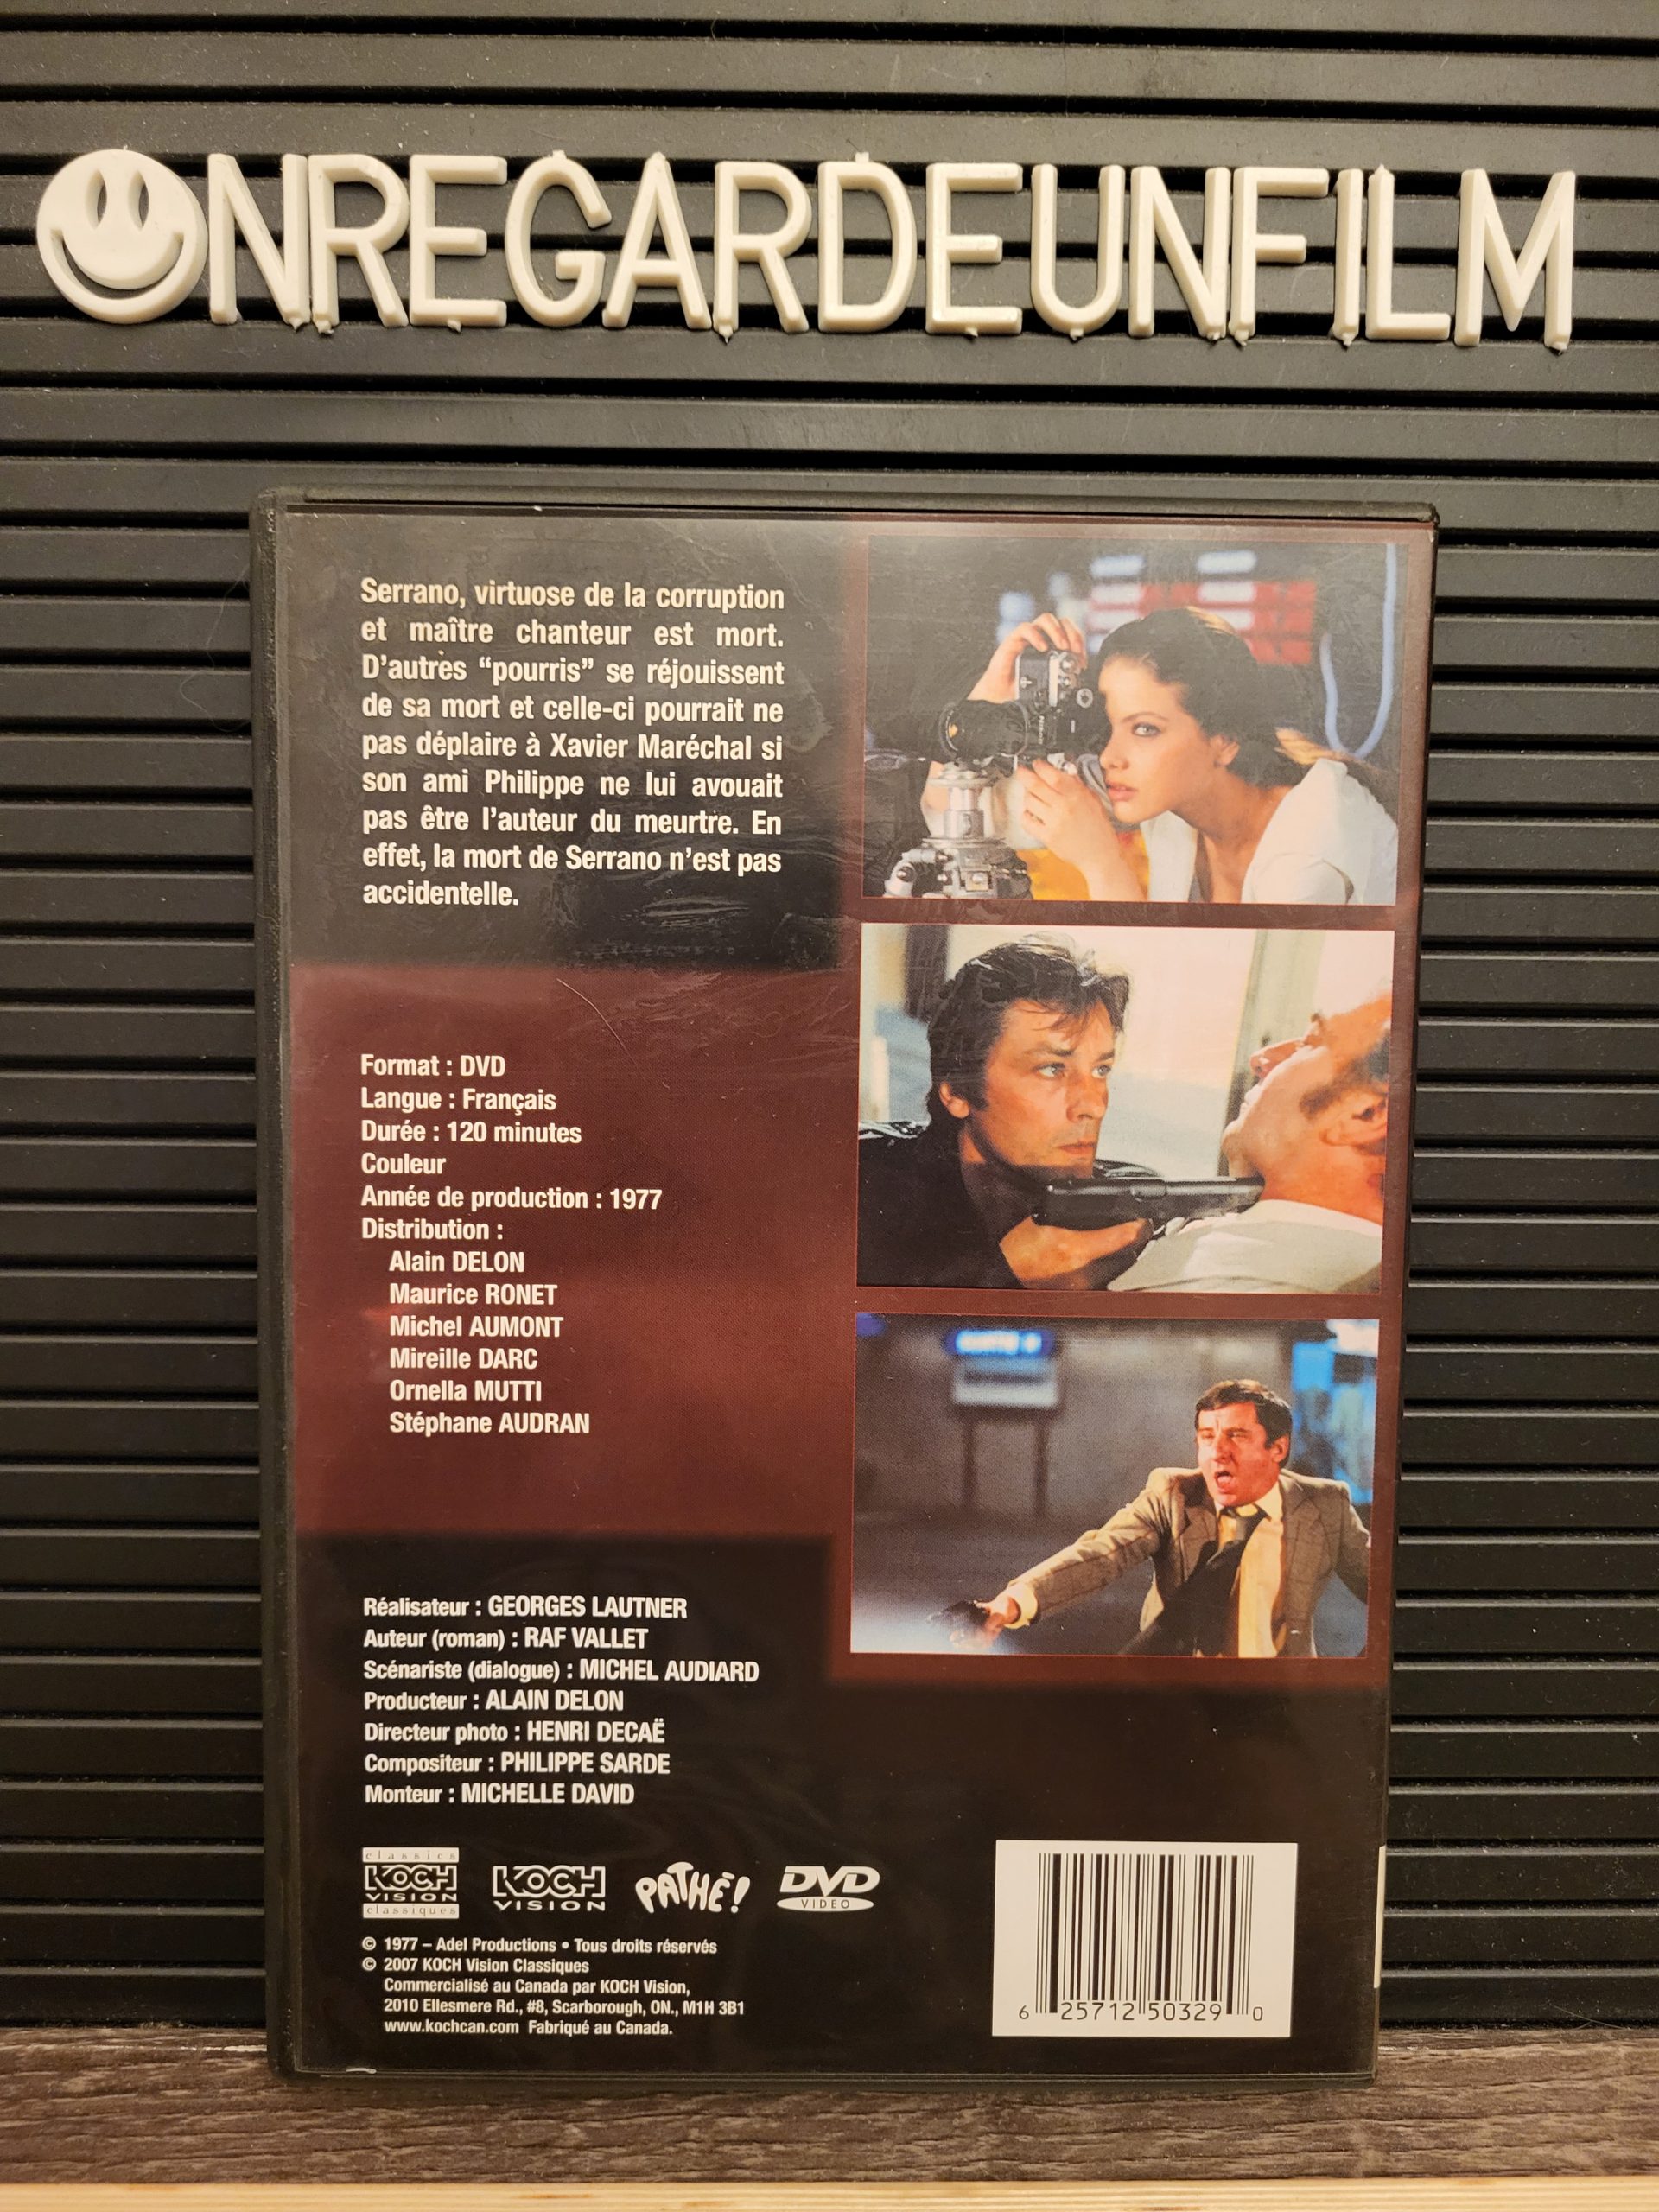 ONREGARDEUNFILM
Serrano, virtuose de la corruption
et maître chanteur est mort.
D'autres “pourris” se réjouissent
de sa mort et celle-ci pourrait ne
pas déplaire à Xavier Maréchal si
son ami Philippe ne lui avouait
pas être l'auteur du meurtre. En
effet, la mort de Serrano n'est pas
accidentelle.
Format : DVD
Langue : Français
Durée : 120 minutes
Couleur
Année de production : 1977
Distribution :
Alain DELON
Maurice RONET
Michel AUMONT
Mireille DARC
Ornella MUTTI
Stéphane AUDRAN
Réalisateur : GEORGES LAUTNER
Auteur (roman) : RAF VALLET
Scénariste (dialogue) : MICHEL AUDIARD
Producteur : ALAIN DELON
Directeur photo : HENRI DECAË
Compositeur : PHILIPPE SARDE
Monteur : MICHELLE DAVID
classics
KOCH
VISION
classiques
KOCH
VISION
PATHÉ!
DVD
VIDEO
© 1977 – Adel Productions • Tous droits réservés
© 2007 KOCH Vision Classiques
Commercialisé au Canada par KOCH Vision,
2010 Ellesmere Rd., #8, Scarborough, ON., M1H 3B1
www.kochcan.com Fabriqué au Canada.
6 25712 50329 0